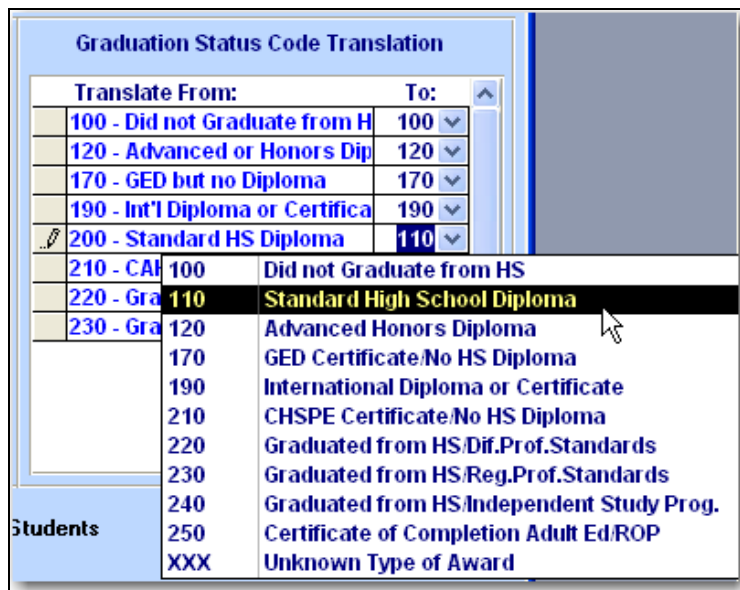 Graduation Status Code Translation
Translate From: To:
100 - Did not Graduate from H 100
120 - Advanced or Honors Dip 120
170 - GED but no Diploma 170
190 - Int'l Diploma or Certifica 190
200 - Standard HS Diploma 110
210 - CAH
220 - Gra
230 - Gra
100 Did not Graduate from HS
110 Standard High School Diploma
120 Advanced Honors Diploma
170 GED Certificate/No HS Diploma
190 International Diploma or Certificate
210 CHSPE Certificate/No HS Diploma
220 Graduated from HS/Dif.Prof.Standards
230 Graduated from HS/Reg.Prof.Standards
240 Graduated from HS/Independent Study Prog.
250 Certificate of Completion Adult Ed/ROP
XXX Unknown Type of Award
Students